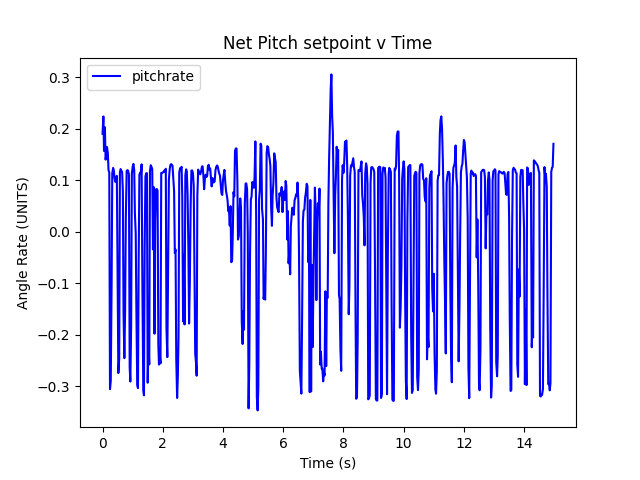 Net Pitch setpoint v Time
pitchrate
Angle Rate (UNITS)
0.3
0.2
0.1
0.0
−0.1
−0.2
−0.3
0 2 4 6 8 10 12 14
Time (s)